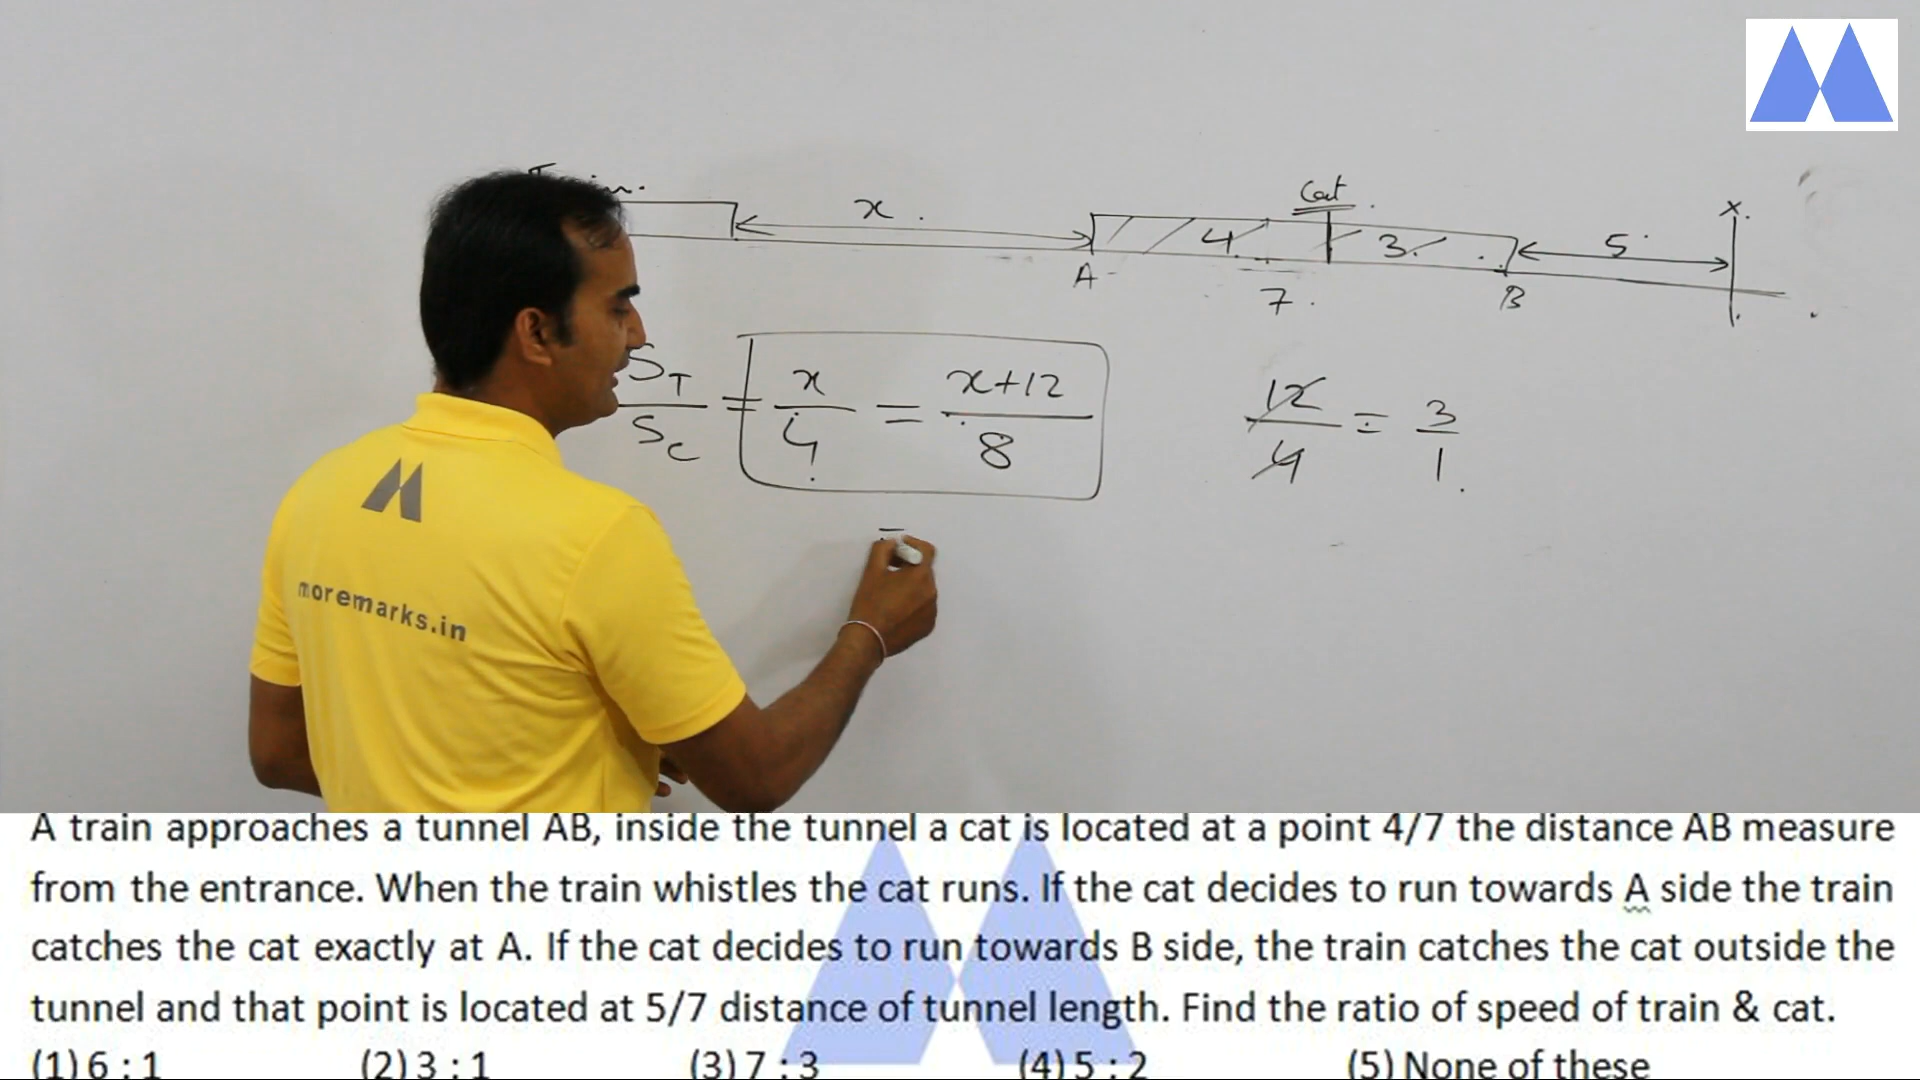 Cat
x
4
3
5
x
A
7
B
S_T / S_C = x / 4 = x+12 / 8
12 / 4 = 3 / 1
moremarks.in
A train approaches a tunnel AB, inside the tunnel a cat is located at a point 4/7 the distance AB measure
from the entrance. When the train whistles the cat runs. If the cat decides to run towards A side the train
catches the cat exactly at A. If the cat decides to run towards B side, the train catches the cat outside the
tunnel and that point is located at 5/7 distance of tunnel length. Find the ratio of speed of train & cat.
(1) 6 : 1 (2) 3 : 1 (3) 7 : 3 (4) 5 : 2 (5) None of these